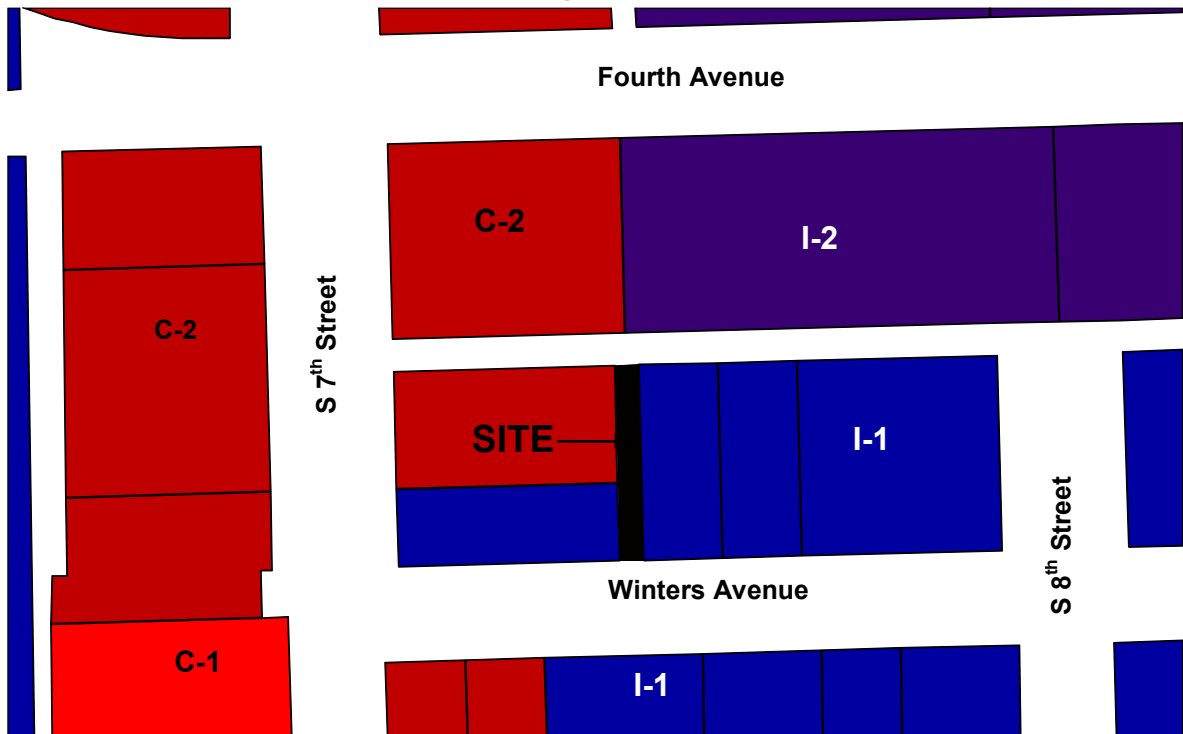 Fourth Avenue
C-2
I-2
C-2
S 7th Street
SITE
I-1
S 8th Street
Winters Avenue
C-1
I-1